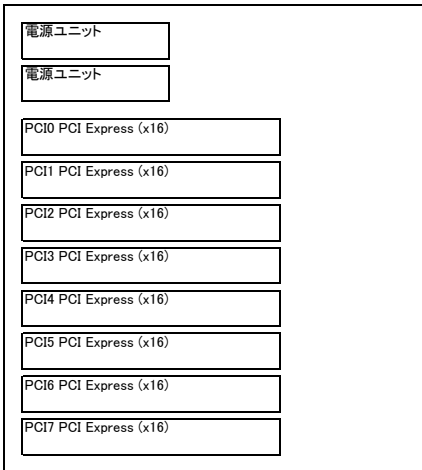 電源ユニット
電源ユニット
PCI0 PCI Express (x16)
PCI1 PCI Express (x16)
PCI2 PCI Express (x16)
PCI3 PCI Express (x16)
PCI4 PCI Express (x16)
PCI5 PCI Express (x16)
PCI6 PCI Express (x16)
PCI7 PCI Express (x16)